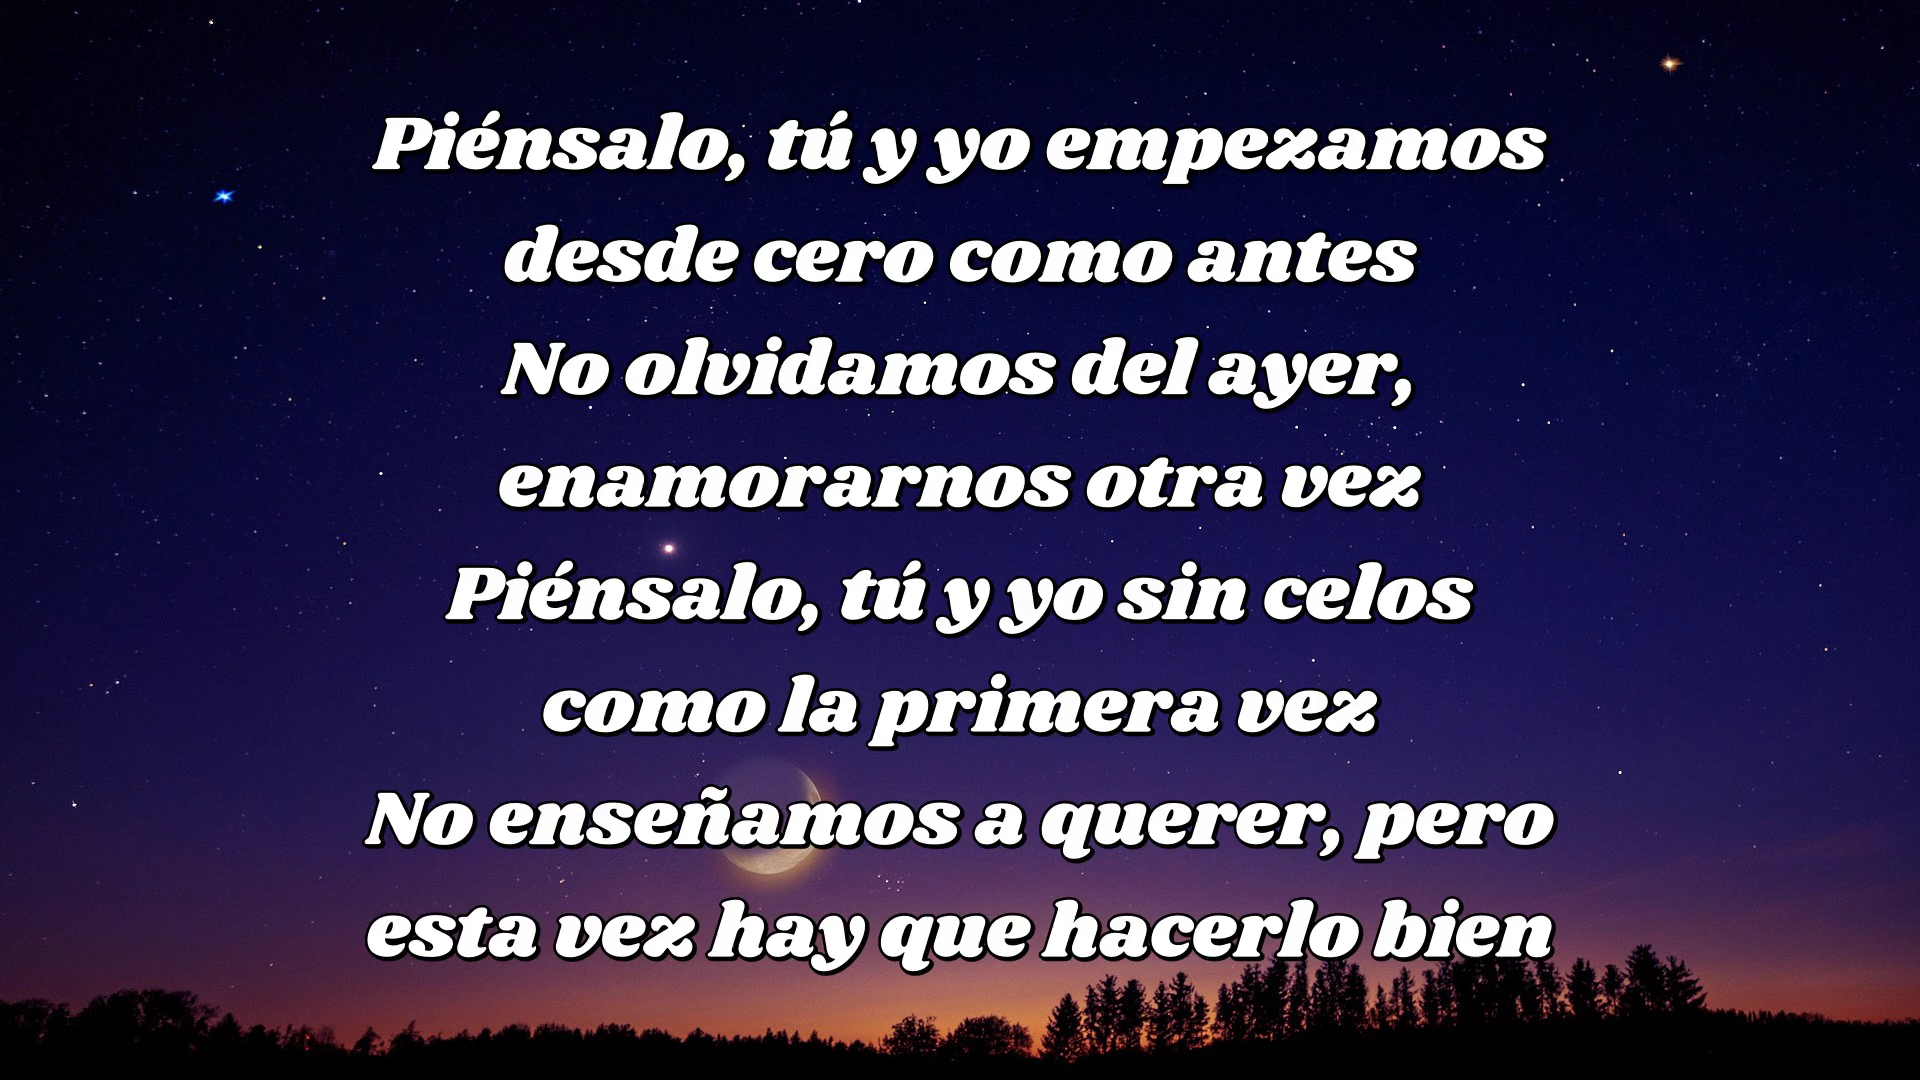 Piénsalo, tú y yo empezamos
desde cero como antes
No olvidamos del ayer,
enamorarnos otra vez
Piénsalo, tú y yo sin celos
como la primera vez
No enseñamos a querer, pero
esta vez hay que hacerlo bien